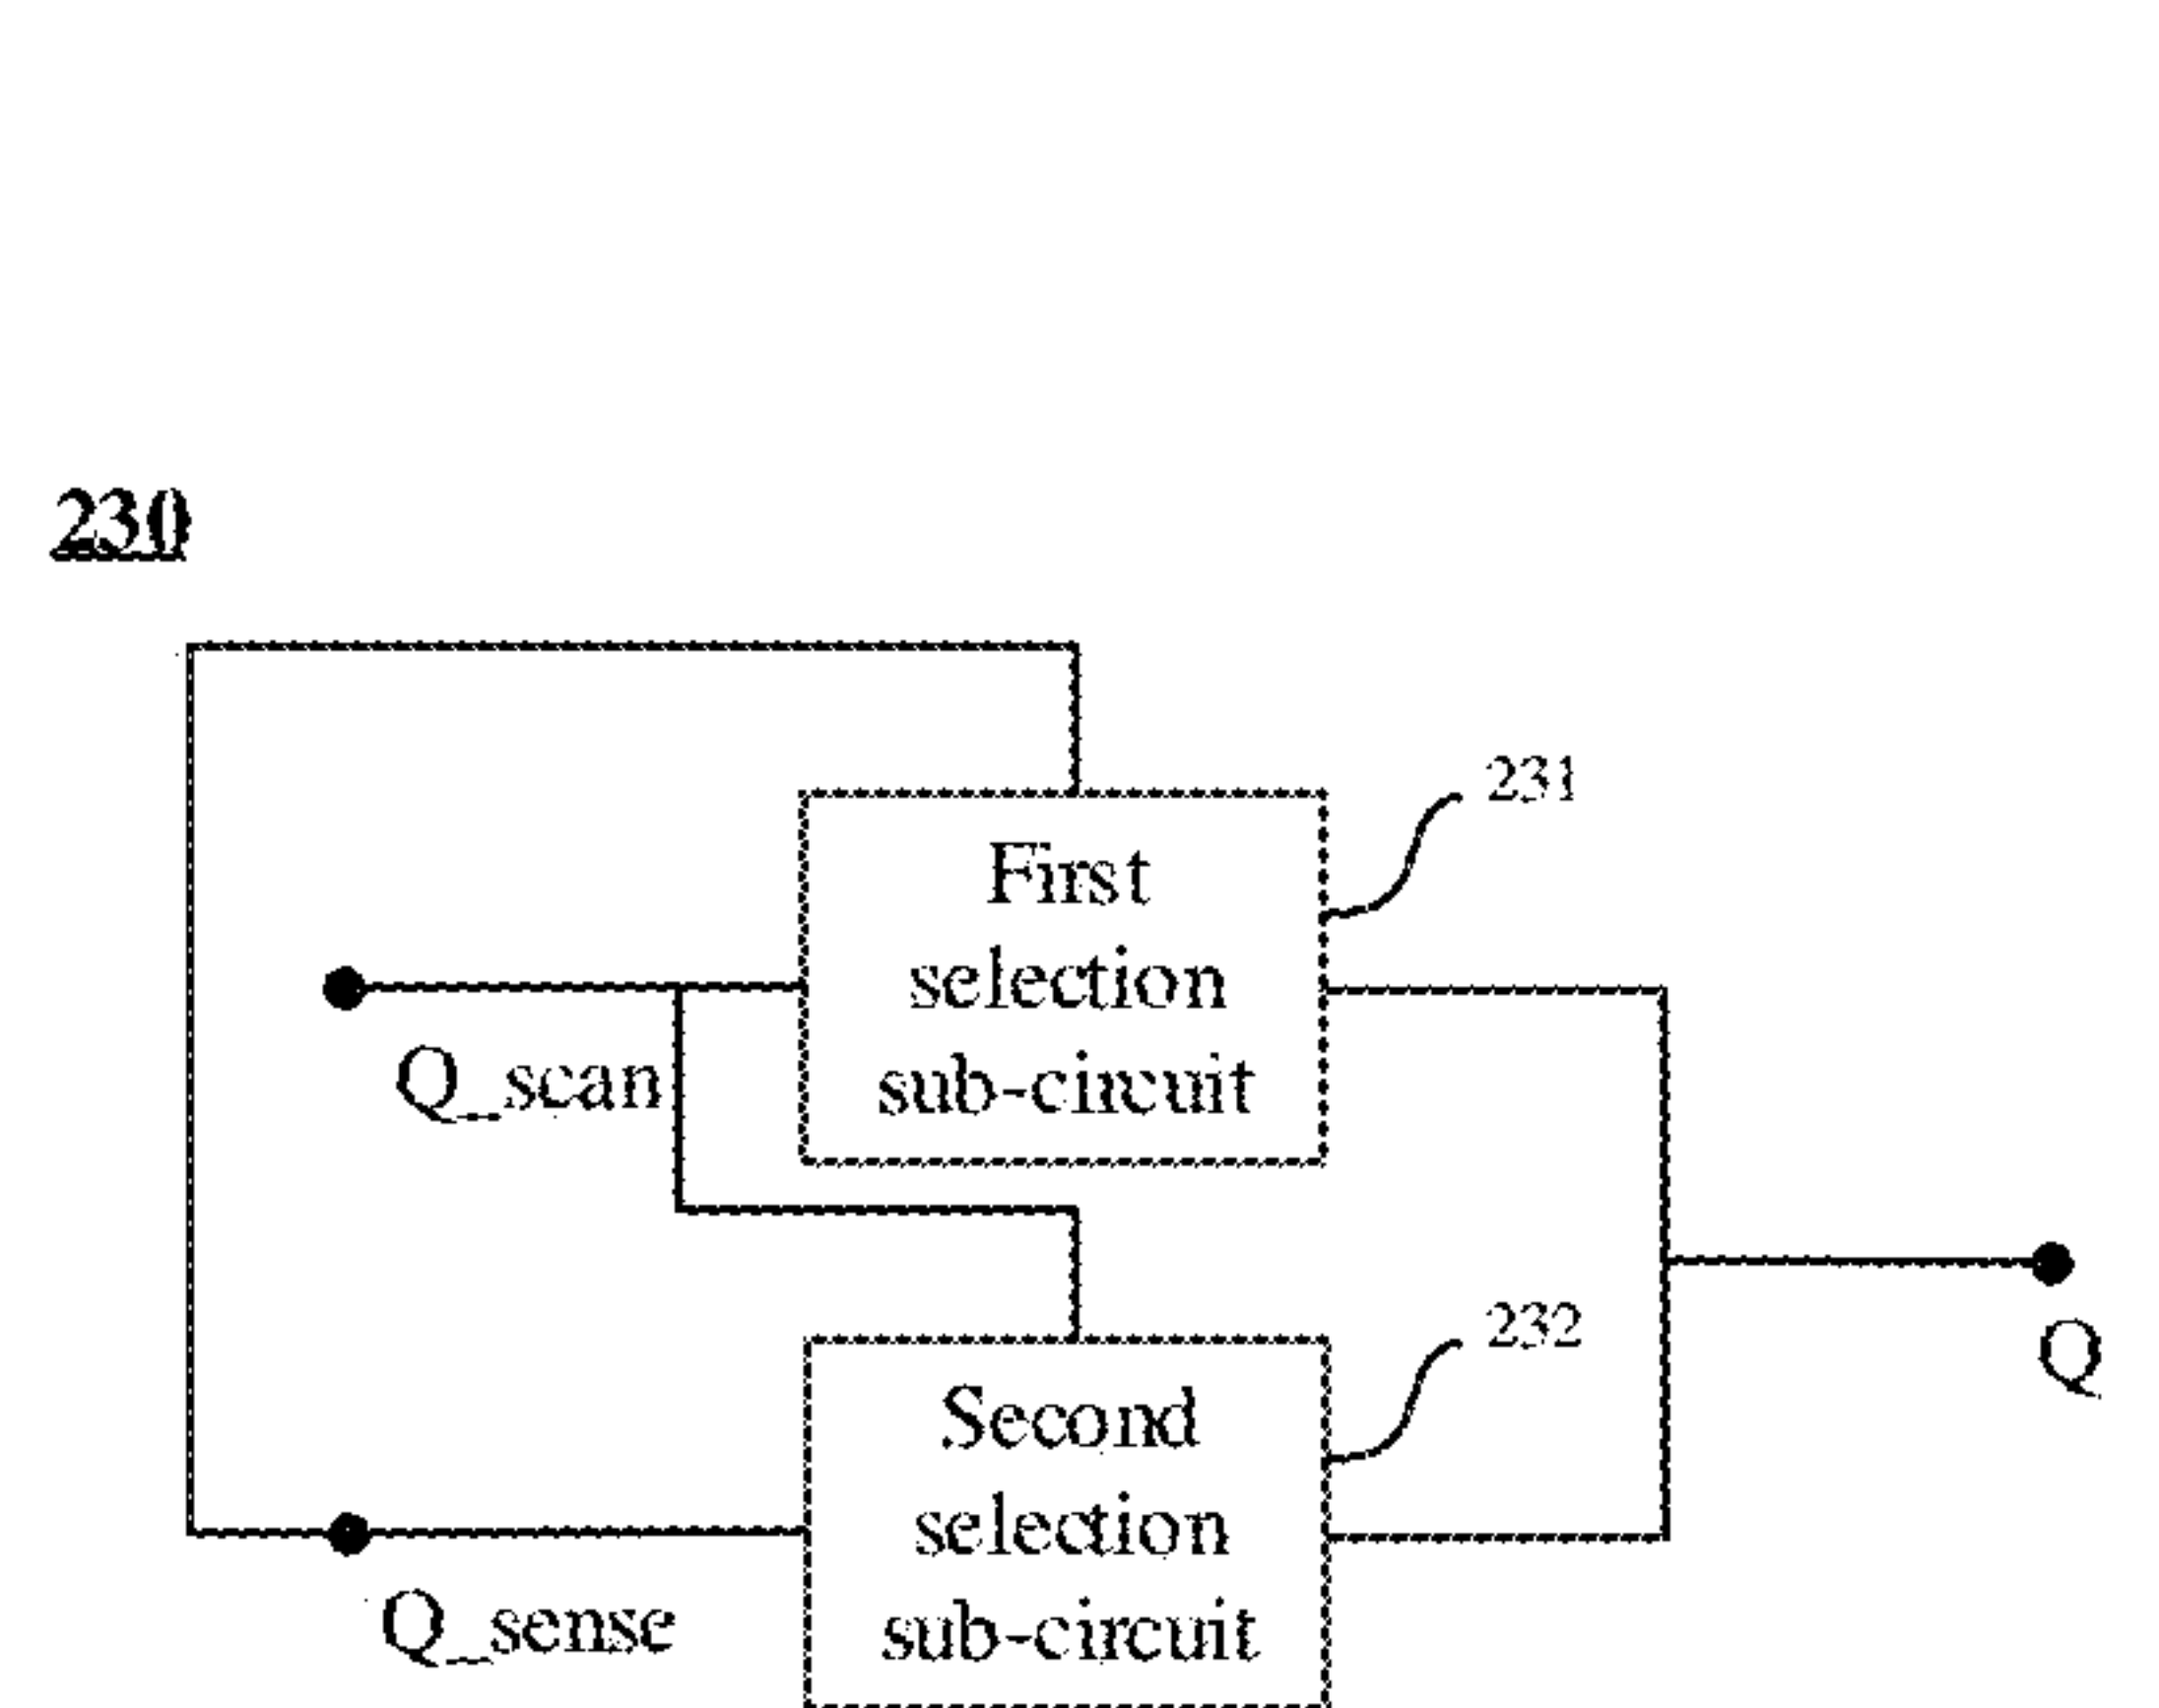 230
231
First
selection
sub-circuit
Q_scan
232
Q
Second
selection
sub-circuit
Q_sense